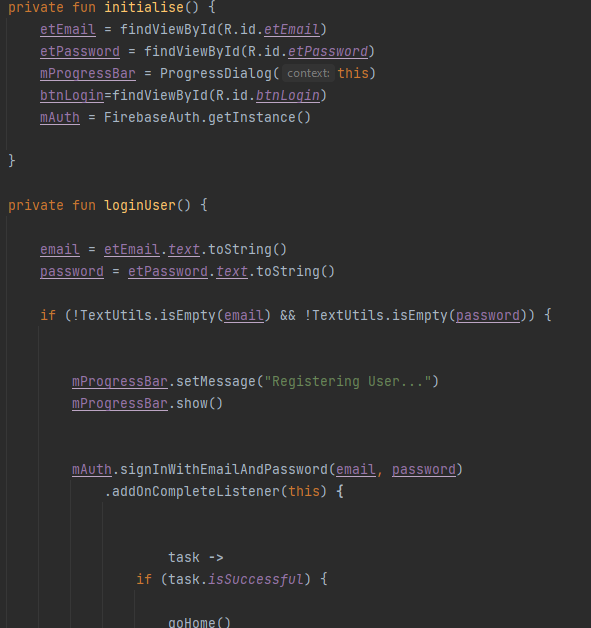 private fun initialise() {
etEmail = findViewById(R.id.etEmail)
etPassword = findViewById(R.id.etPassword)
mProgressBar = ProgressDialog( context: this)
btnLogin=findViewById(R.id.btnLogin)
mAuth = FirebaseAuth.getInstance()
}
private fun loginUser() {
email = etEmail.text.toString()
password = etPassword.text.toString()
if (!TextUtils.isEmpty(email) && !TextUtils.isEmpty(password)) {
mProgressBar.setMessage("Registering User...")
mProgressBar.show()
mAuth.signInWithEmailAndPassword(email, password)
.addOnCompleteListener(this) {
task ->
if (task.isSuccessful) {
goHome()